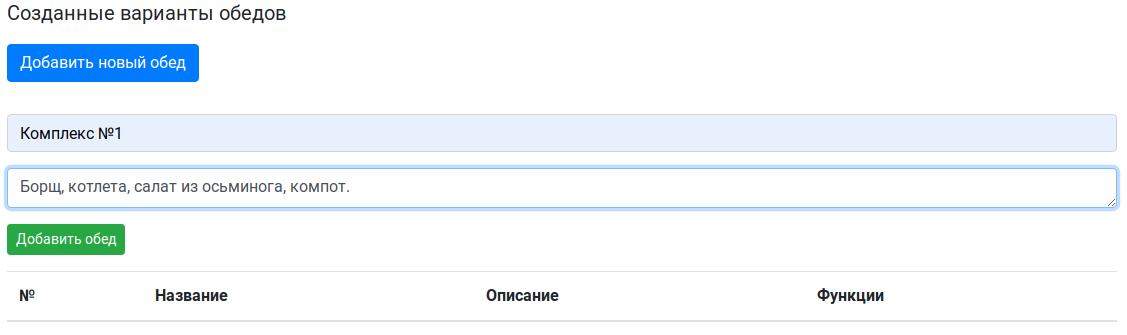 Созданные варианты обедов
Добавить новый обед
Комплекс №1
Борщ, котлета, салат из осьминога, компот.
Добавить обед
№ Название Описание Функции